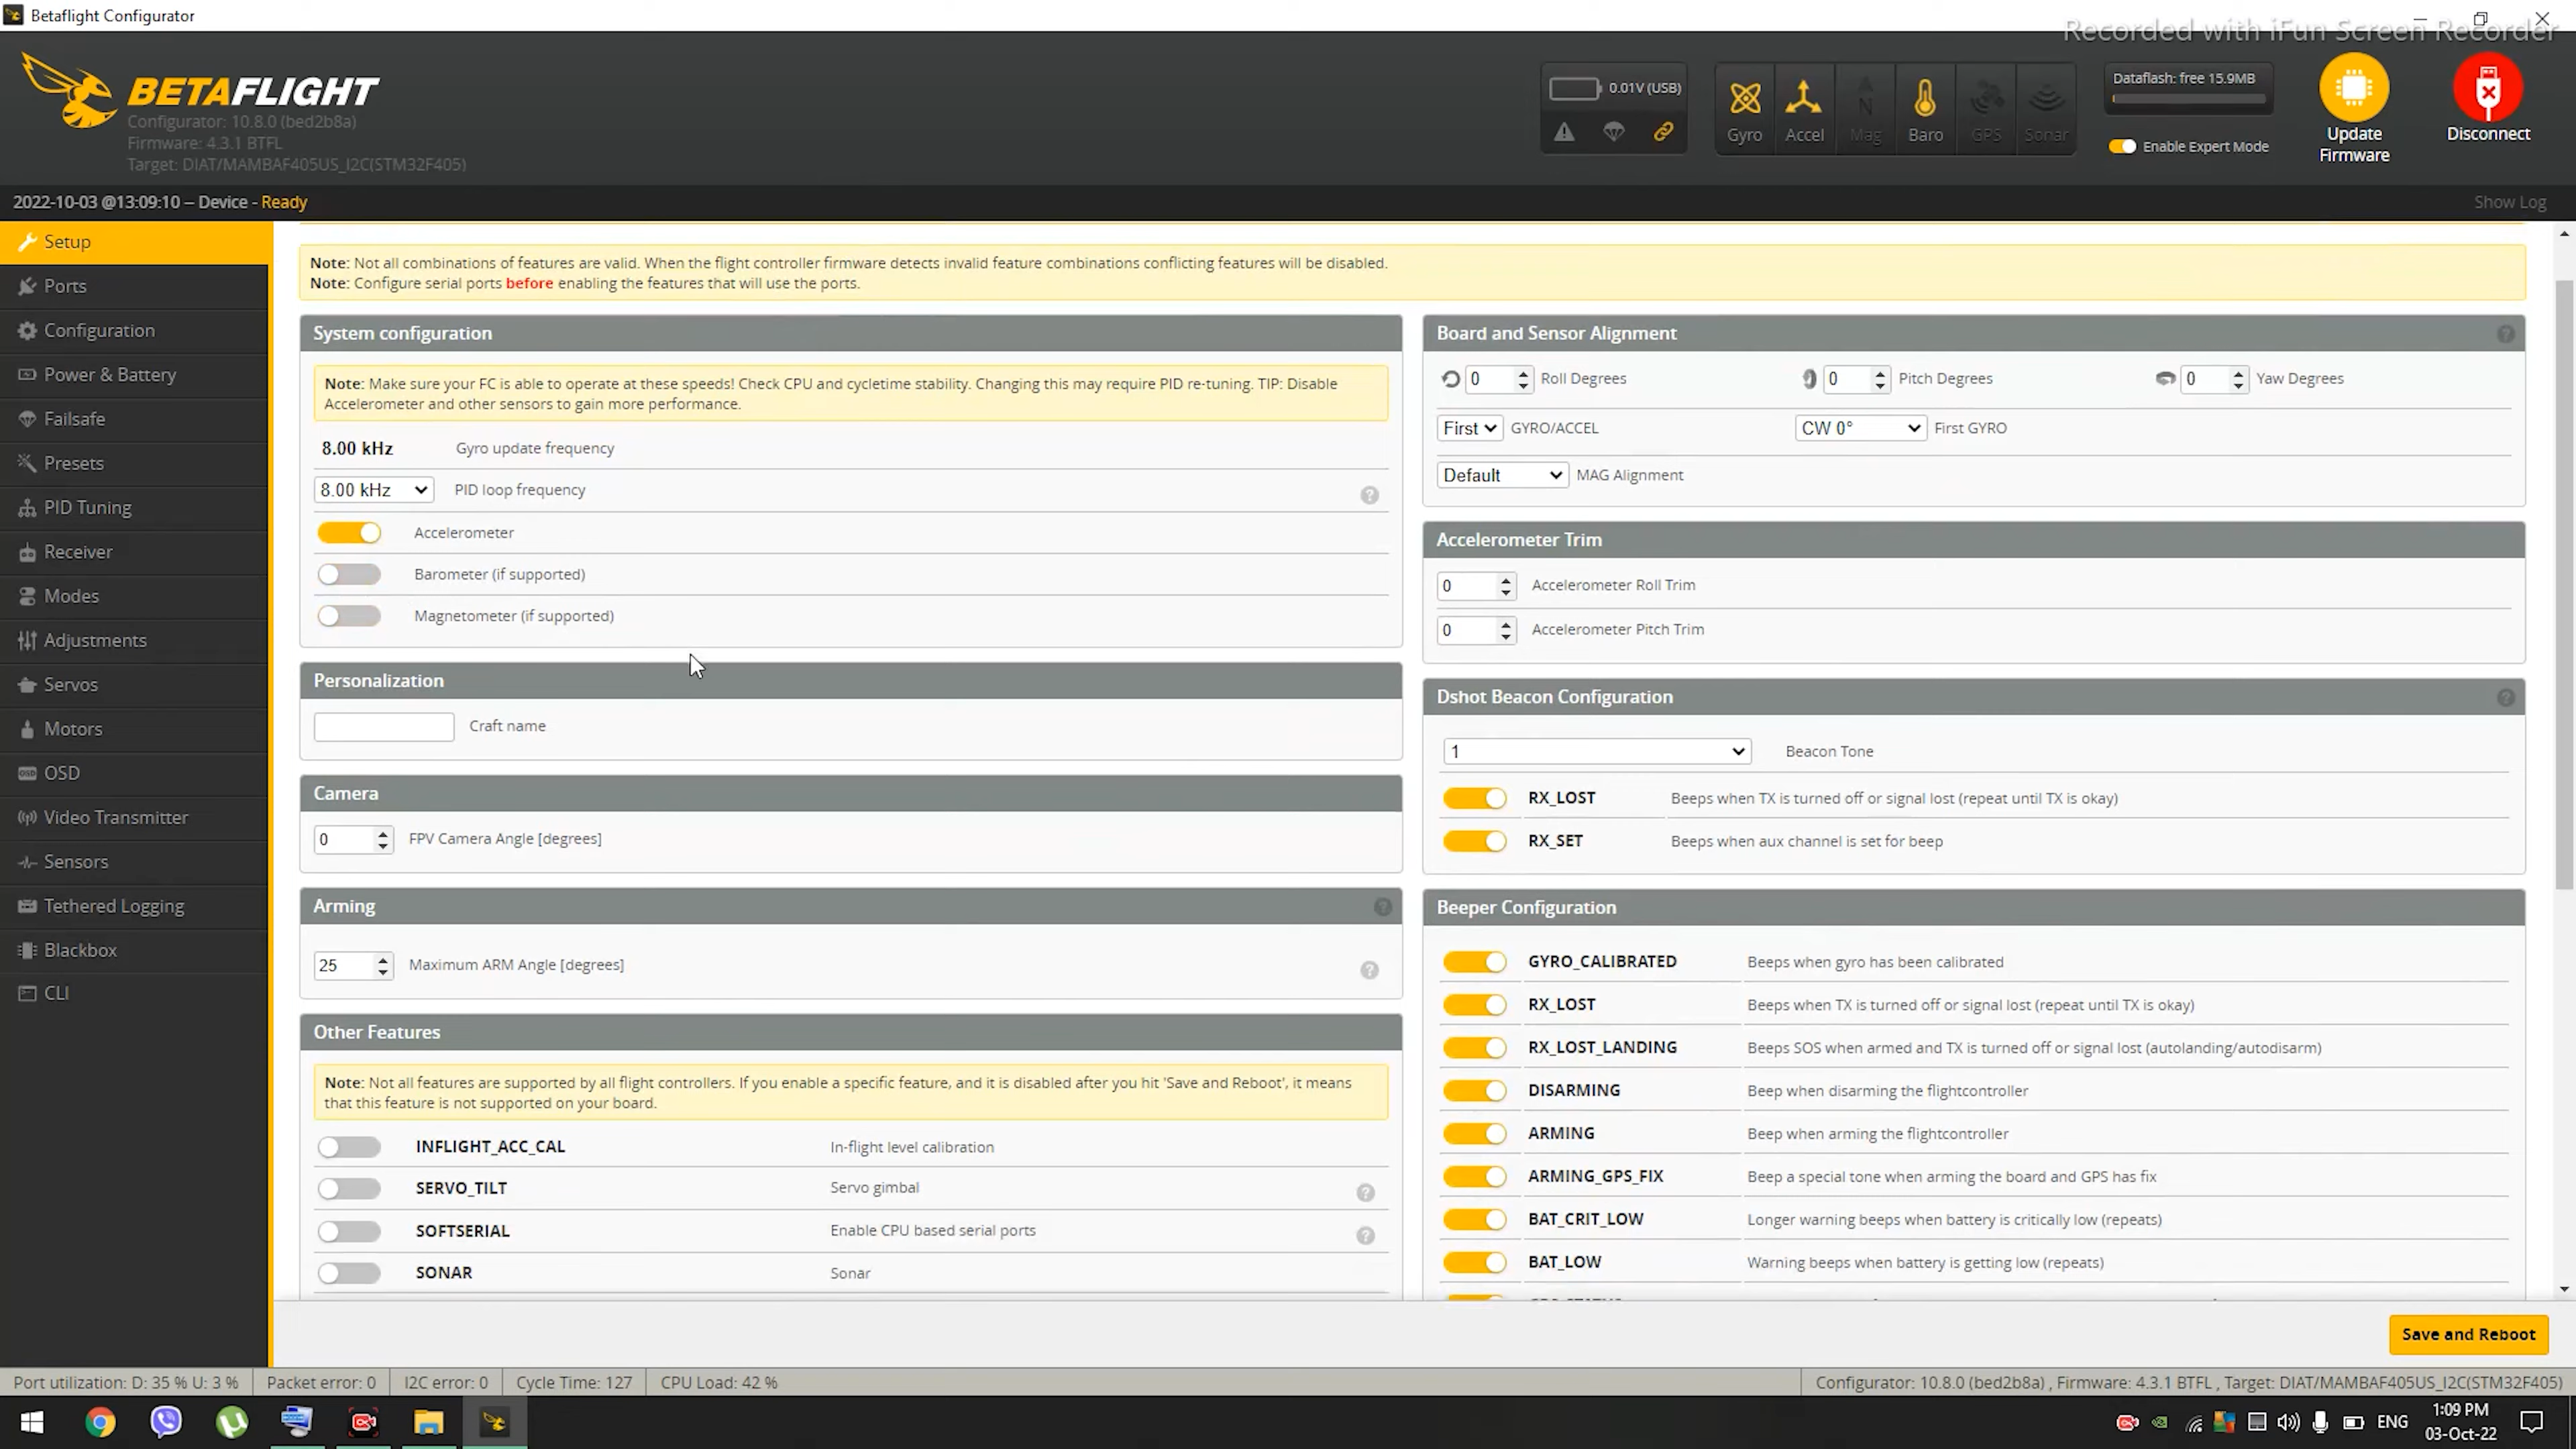 Betaflight Configurator
Recorded with iFun Screen Recorder
BETAFLIGHT
Configurator: 10.8.0 (bed2b8a)
Firmware: 4.3.1 BTFL
Target: DIAT/MAMBAF405US_I2C(STM32F405)
0.01V (USB)
Gyro
Accel
Mag
Baro
GPS
Sonar
Dataflash: free 15.9MB
Enable Expert Mode
Update
Firmware
Disconnect
2022-10-03 @13:09:10 – Device - Ready
Show Log
Setup
Ports
Configuration
Power & Battery
Failsafe
Presets
PID Tuning
Receiver
Modes
Adjustments
Servos
Motors
OSD
Video Transmitter
Sensors
Tethered Logging
Blackbox
CLI
Note: Not all combinations of features are valid. When the flight controller firmware detects invalid feature combinations conflicting features will be disabled.
Note: Configure serial ports before enabling the features that will use the ports.
System configuration
Note: Make sure your FC is able to operate at these speeds! Check CPU and cycletime stability. Changing this may require PID re-tuning. TIP: Disable
Accelerometer and other sensors to gain more performance.
8.00 kHz Gyro update frequency
8.00 kHz PID loop frequency
Accelerometer
Barometer (if supported)
Magnetometer (if supported)
Personalization
Craft name
Camera
0 FPV Camera Angle [degrees]
Arming
25 Maximum ARM Angle [degrees]
Other Features
Note: Not all features are supported by all flight controllers. If you enable a specific feature, and it is disabled after you hit 'Save and Reboot', it means
that this feature is not supported on your board.
INFLIGHT_ACC_CAL In-flight level calibration
SERVO_TILT Servo gimbal
SOFTSERIAL Enable CPU based serial ports
SONAR Sonar
Board and Sensor Alignment
0 Roll Degrees 0 Pitch Degrees 0 Yaw Degrees
First GYRO/ACCEL CW 0° First GYRO
Default MAG Alignment
Accelerometer Trim
0 Accelerometer Roll Trim
0 Accelerometer Pitch Trim
Dshot Beacon Configuration
1 Beacon Tone
RX_LOST Beeps when TX is turned off or signal lost (repeat until TX is okay)
RX_SET Beeps when aux channel is set for beep
Beeper Configuration
GYRO_CALIBRATED Beeps when gyro has been calibrated
RX_LOST Beeps when TX is turned off or signal lost (repeat until TX is okay)
RX_LOST_LANDING Beeps SOS when armed and TX is turned off or signal lost (autolanding/autodisarm)
DISARMING Beep when disarming the flightcontroller
ARMING Beep when arming the flightcontroller
ARMING_GPS_FIX Beep a special tone when arming the board and GPS has fix
BAT_CRIT_LOW Longer warning beeps when battery is critically low (repeats)
BAT_LOW Warning beeps when battery is getting low (repeats)
Save and Reboot
Port utilization: D: 35 % U: 3 % Packet error: 0 I2C error: 0 Cycle Time: 127 CPU Load: 42 %
Configurator: 10.8.0 (bed2b8a) , Firmware: 4.3.1 BTFL , Target: DIAT/MAMBAF405US_I2C(STM32F405)
ENG
1:09 PM
03-Oct-22